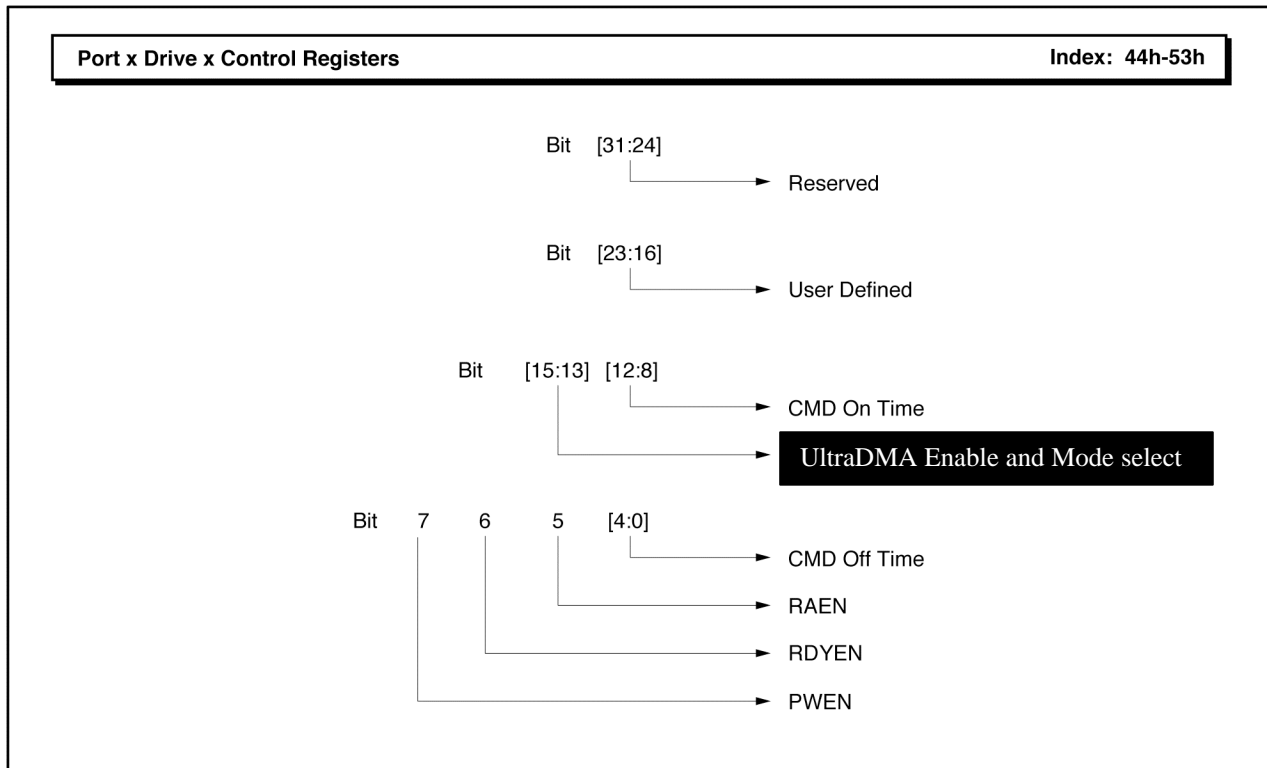 Port x Drive x Control Registers Index: 44h-53h
Bit [31:24]
Reserved
Bit [23:16]
User Defined
Bit [15:13] [12:8]
CMD On Time
UltraDMA Enable and Mode select
Bit 7 6 5 [4:0]
CMD Off Time
RAEN
RDYEN
PWEN